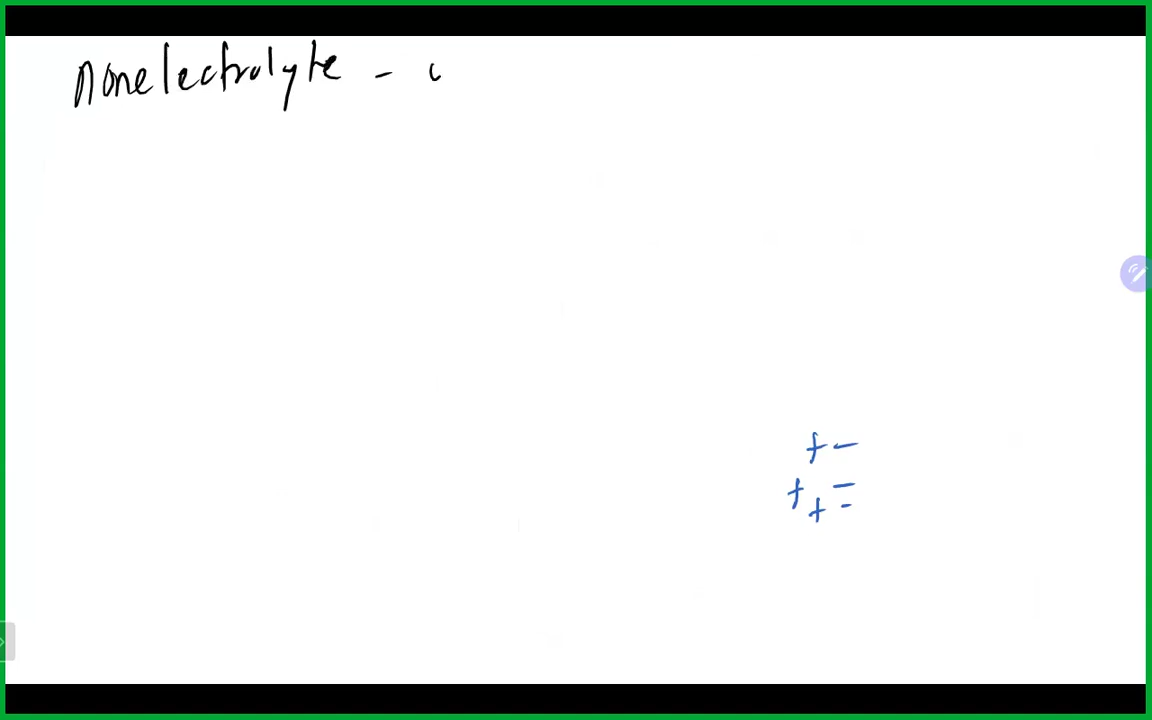 nonelectrolyte -
+ -
+ -
+ -